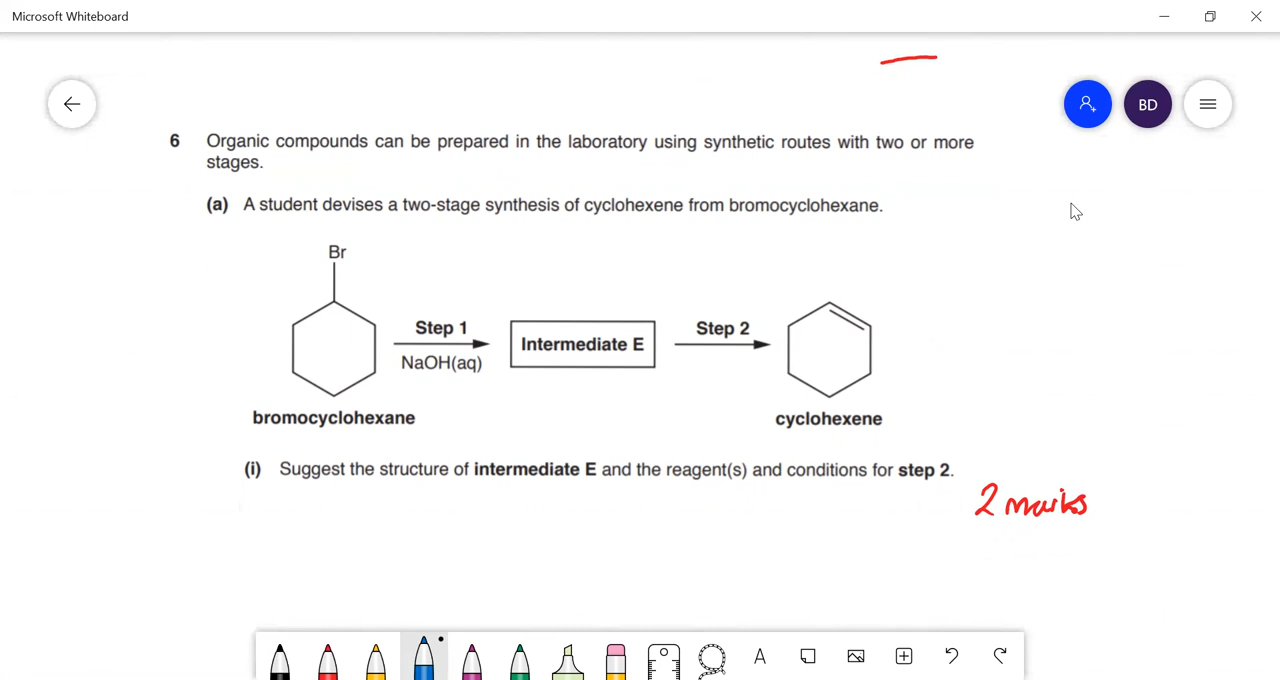 Microsoft Whiteboard
BD
6 Organic compounds can be prepared in the laboratory using synthetic routes with two or more
stages.
(a) A student devises a two-stage synthesis of cyclohexene from bromocyclohexane.
Br
Step 1
NaOH(aq)
Intermediate E
Step 2
bromocyclohexane
cyclohexene
(i) Suggest the structure of intermediate E and the reagent(s) and conditions for step 2.
2 marks
A